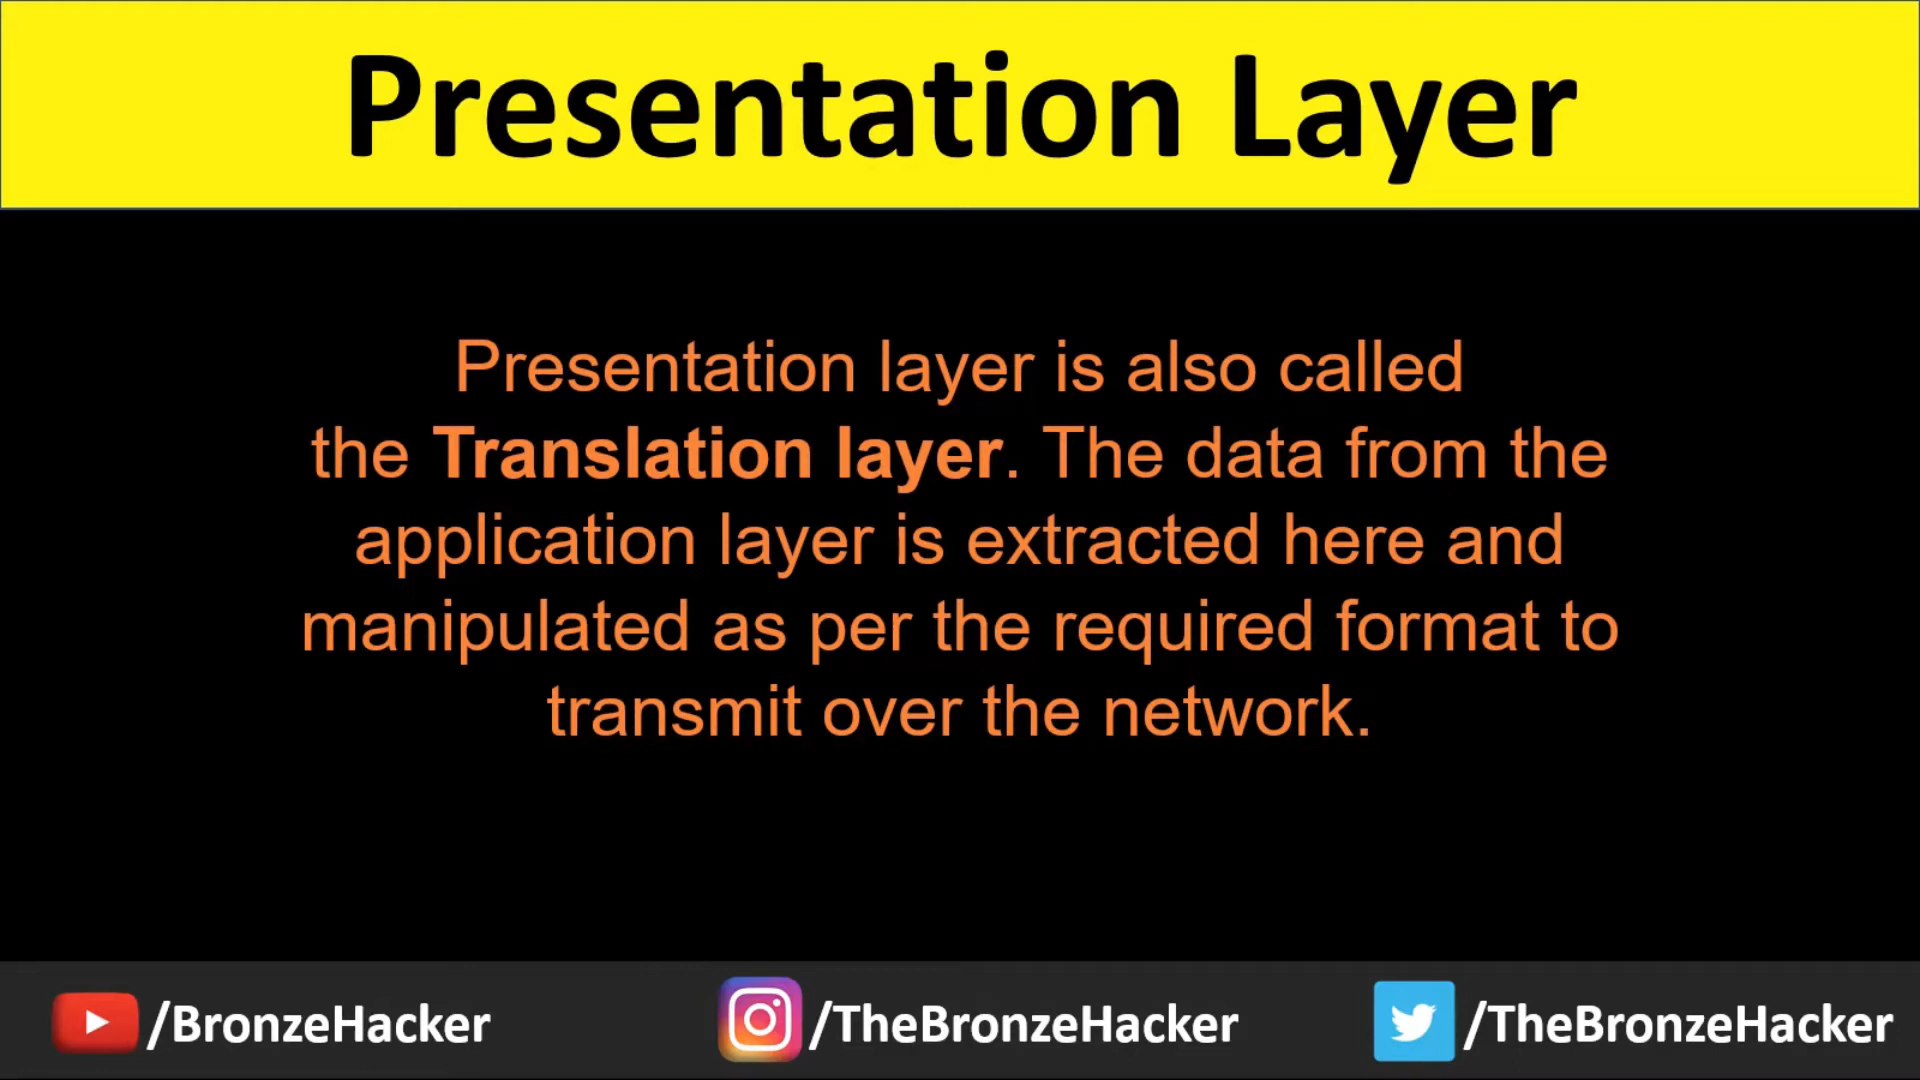 Presentation Layer
Presentation layer is also called
the Translation layer. The data from the
application layer is extracted here and
manipulated as per the required format to
transmit over the network.
/BronzeHacker
/TheBronzeHacker
/TheBronzeHacker